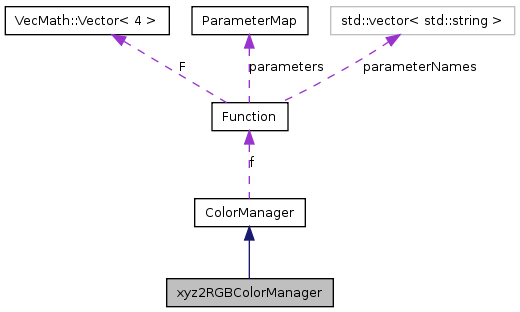 VecMath::Vector< 4 >
ParameterMap
std::vector< std::string >
F
parameters
parameterNames
Function
f
ColorManager
xyz2RGBColorManager